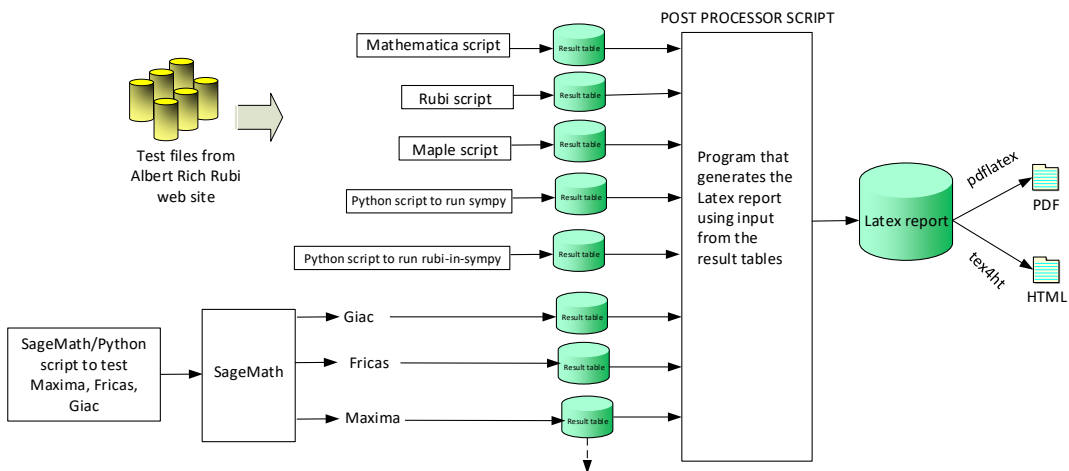 POST PROCESSOR SCRIPT
Mathematica script
Result table
Rubi script
Result table
Maple script
Result table
Python script to run sympy
Result table
Python script to run rubi-in-sympy
Result table
Test files from
Albert Rich Rubi
web site
Program that
generates the
Latex report
using input
from the
result tables
Latex report
pdflatex
PDF
tex4ht
HTML
SageMath/Python
script to test
Maxima, Fricas,
Giac
SageMath
Giac
Result table
Fricas
Result table
Maxima
Result table